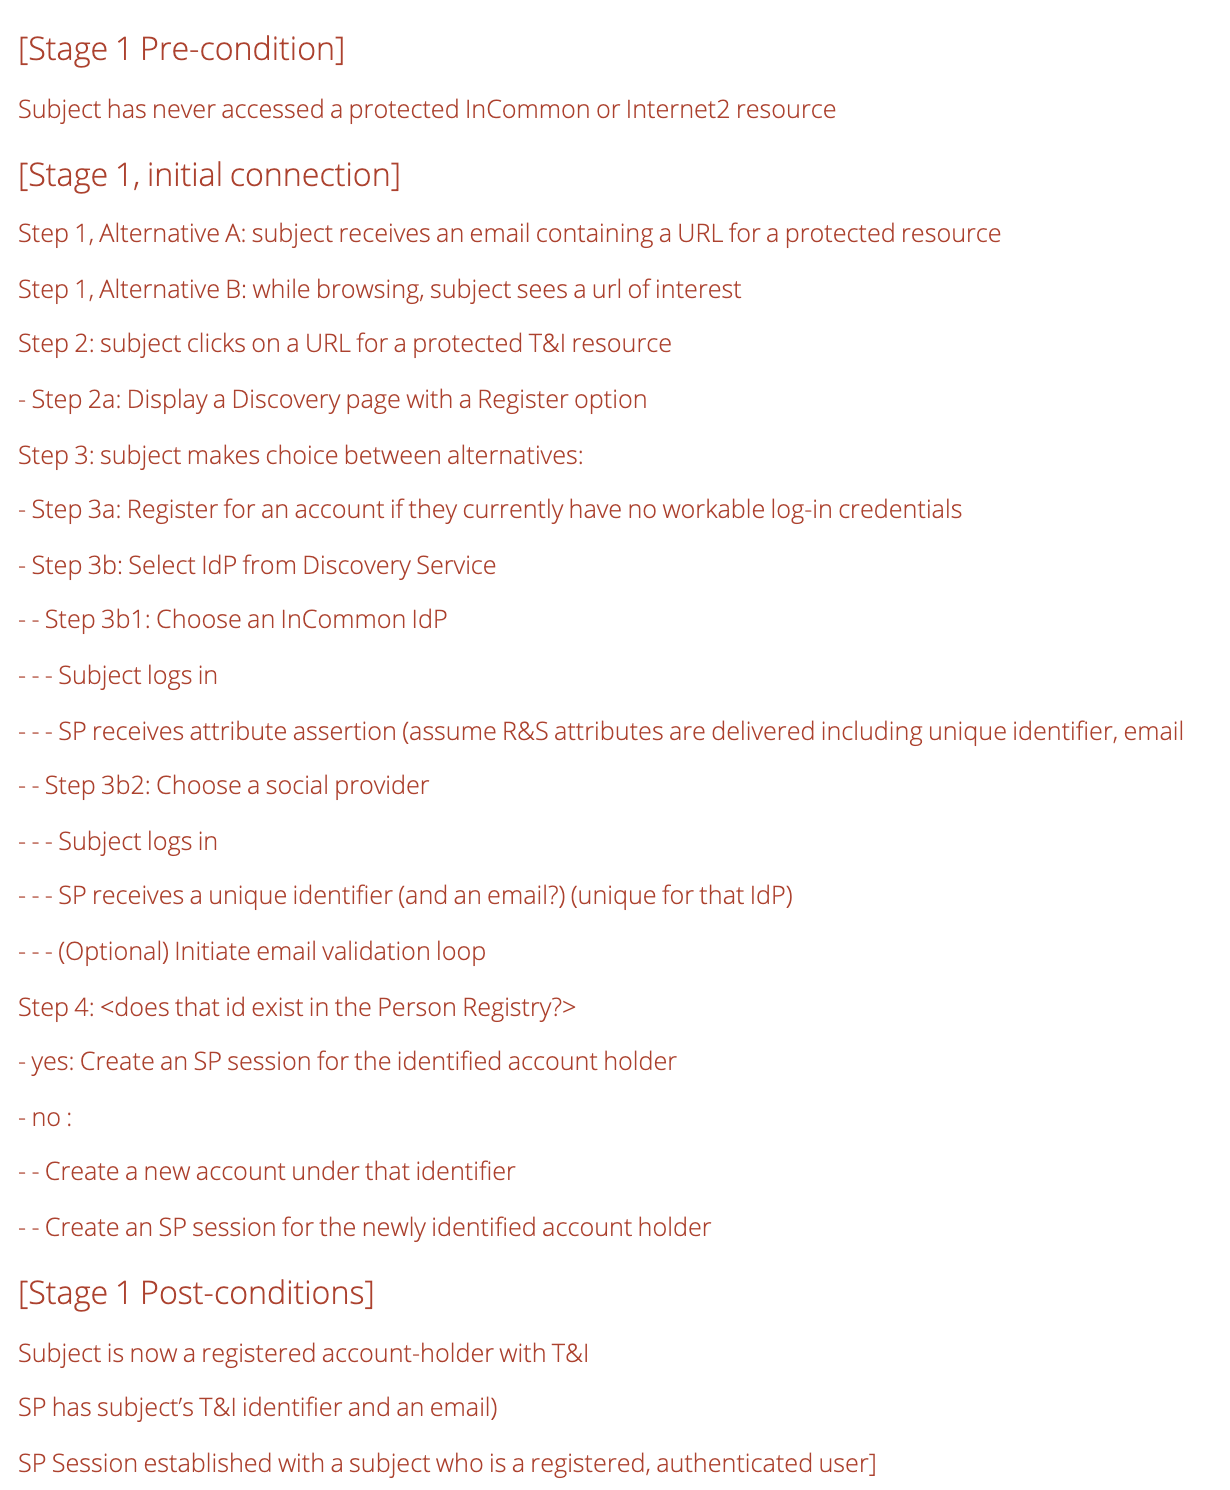 [Stage 1 Pre-condition]
Subject has never accessed a protected InCommon or Internet2 resource
[Stage 1, initial connection]
Step 1, Alternative A: subject receives an email containing a URL for a protected resource
Step 1, Alternative B: while browsing, subject sees a url of interest
Step 2: subject clicks on a URL for a protected T&I resource
- Step 2a: Display a Discovery page with a Register option
Step 3: subject makes choice between alternatives:
- Step 3a: Register for an account if they currently have no workable log-in credentials
- Step 3b: Select IdP from Discovery Service
- - Step 3b1: Choose an InCommon IdP
- - - Subject logs in
- - - SP receives attribute assertion (assume R&S attributes are delivered including unique identifier, email
- - Step 3b2: Choose a social provider
- - - Subject logs in
- - - SP receives a unique identifier (and an email?) (unique for that IdP)
- - - (Optional) Initiate email validation loop
Step 4: <does that id exist in the Person Registry?>
- yes: Create an SP session for the identified account holder
- no :
- - Create a new account under that identifier
- - Create an SP session for the newly identified account holder
[Stage 1 Post-conditions]
Subject is now a registered account-holder with T&I
SP has subject’s T&I identifier and an email)
SP Session established with a subject who is a registered, authenticated user]